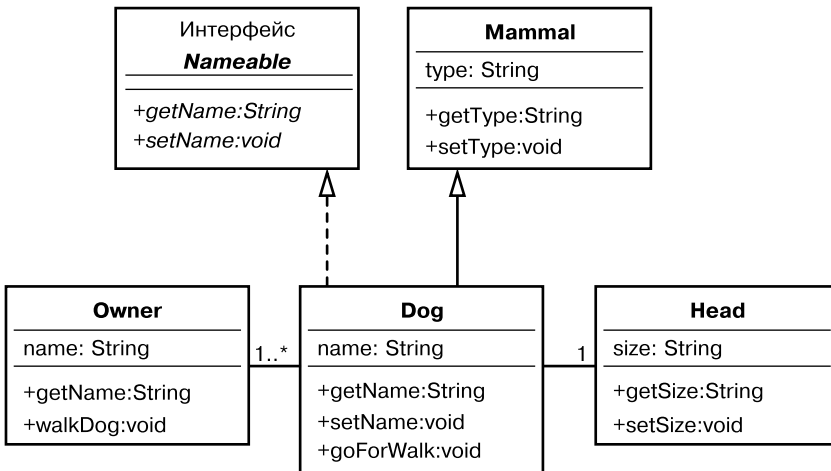 Интерфейс
Nameable
+getName:String
+setName:void
Mammal
type: String
+getType:String
+setType:void
Owner
name: String
+getName:String
+walkDog:void
1..*
Dog
name: String
+getName:String
+setName:void
+goForWalk:void
1
Head
size: String
+getSize:String
+setSize:void